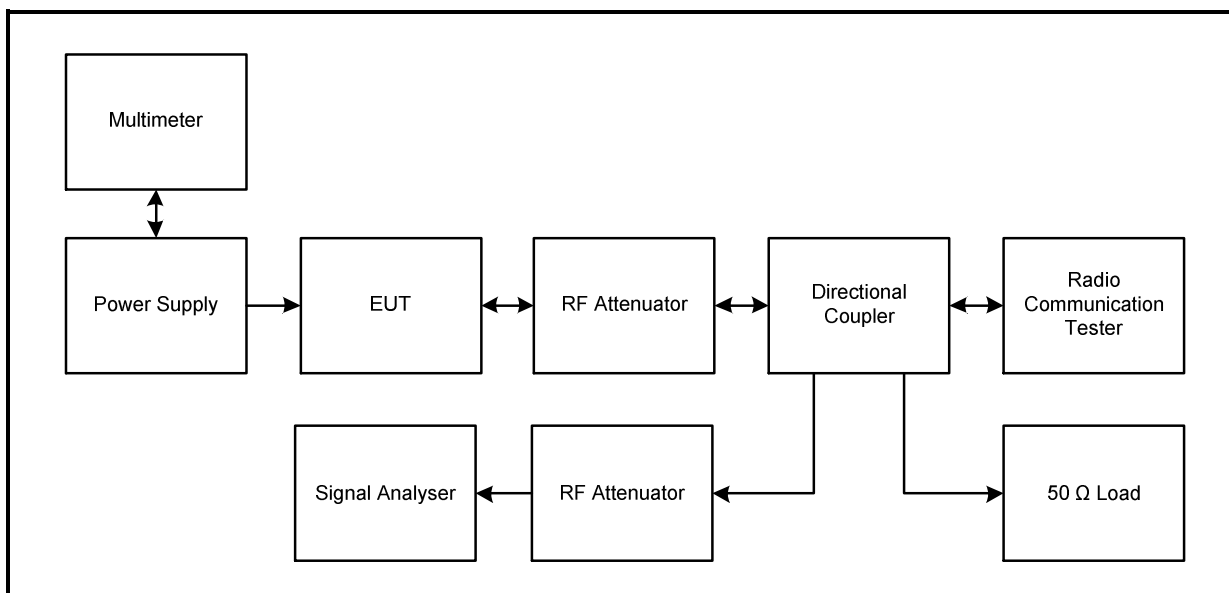 Multimeter
Power Supply
EUT
RF Attenuator
Directional
Coupler
Radio
Communication
Tester
Signal Analyser
RF Attenuator
50 Ω Load